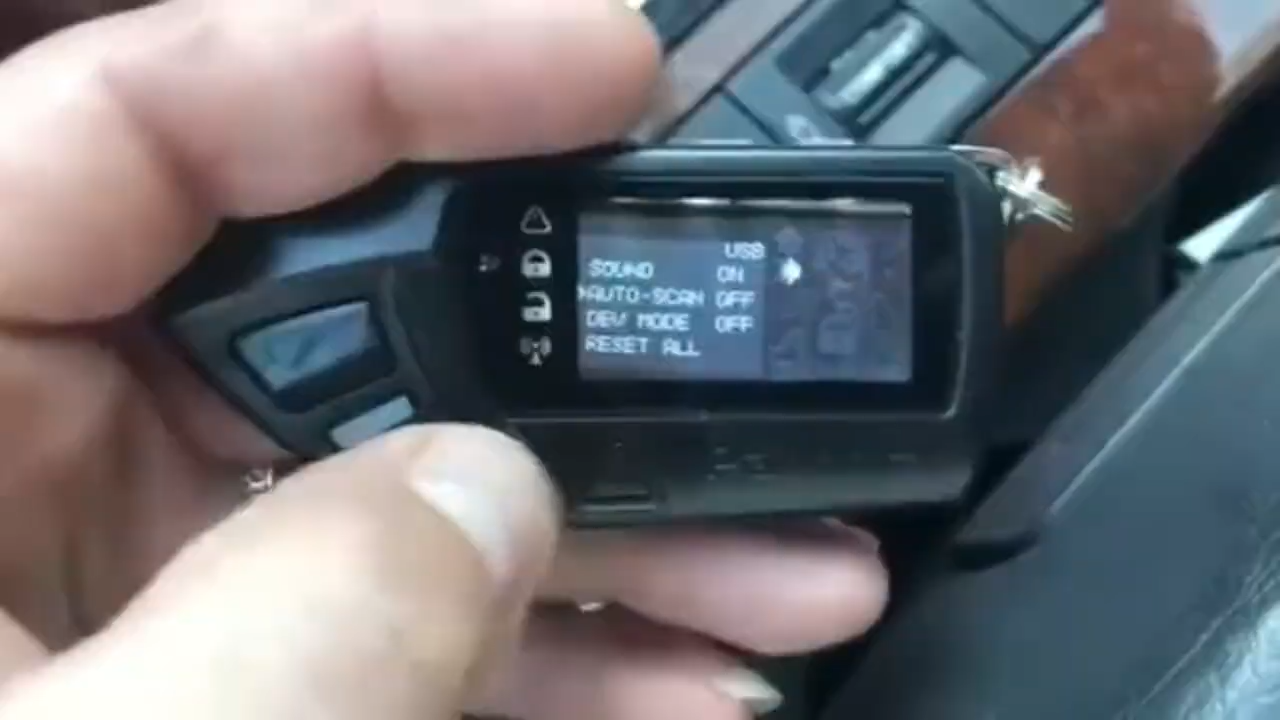 USB
SOUND ON
AUTO-SCAN OFF
DEV MODE OFF
RESET ALL